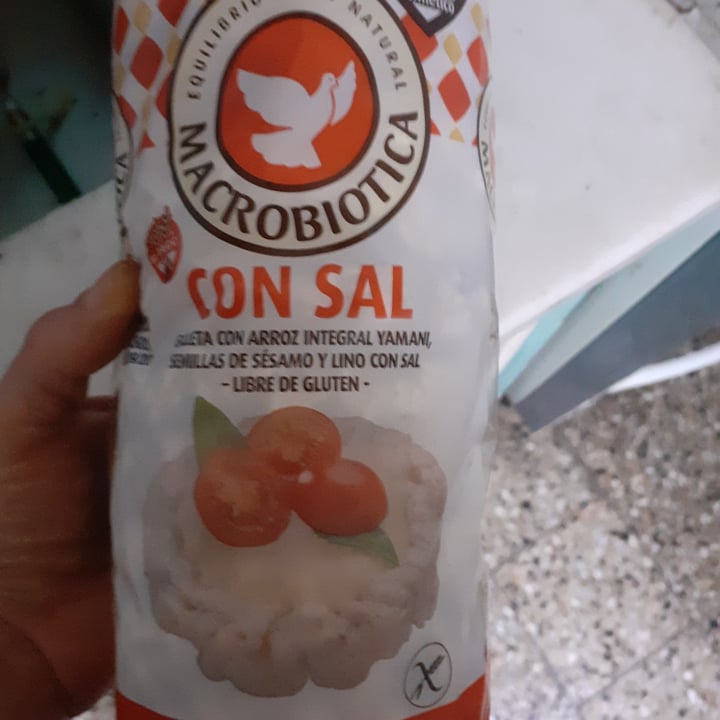 EQUILIBRIO NATURAL
MACROBIOTICA
CON SAL
CON ARROZ INTEGRAL YAMANI,
SEMILLAS DE SÉSAMO Y LINO CON SAL
- LIBRE DE GLUTEN -